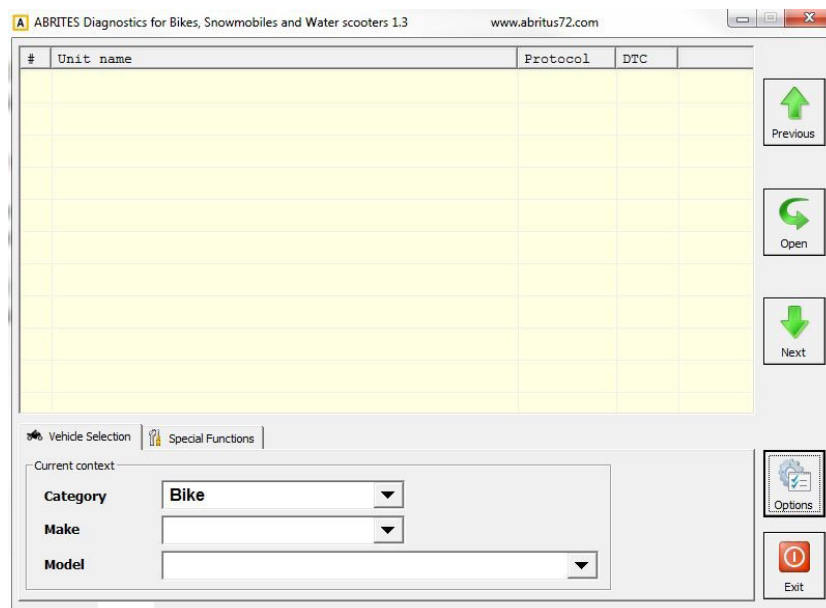 A ABRITES Diagnostics for Bikes, Snowmobiles and Water scooters 1.3 www.abritus72.com
# Unit name Protocol DTC
Previous
Open
Next
Vehicle Selection Special Functions
Current context
Category Bike
Options
Make
Model
Exit